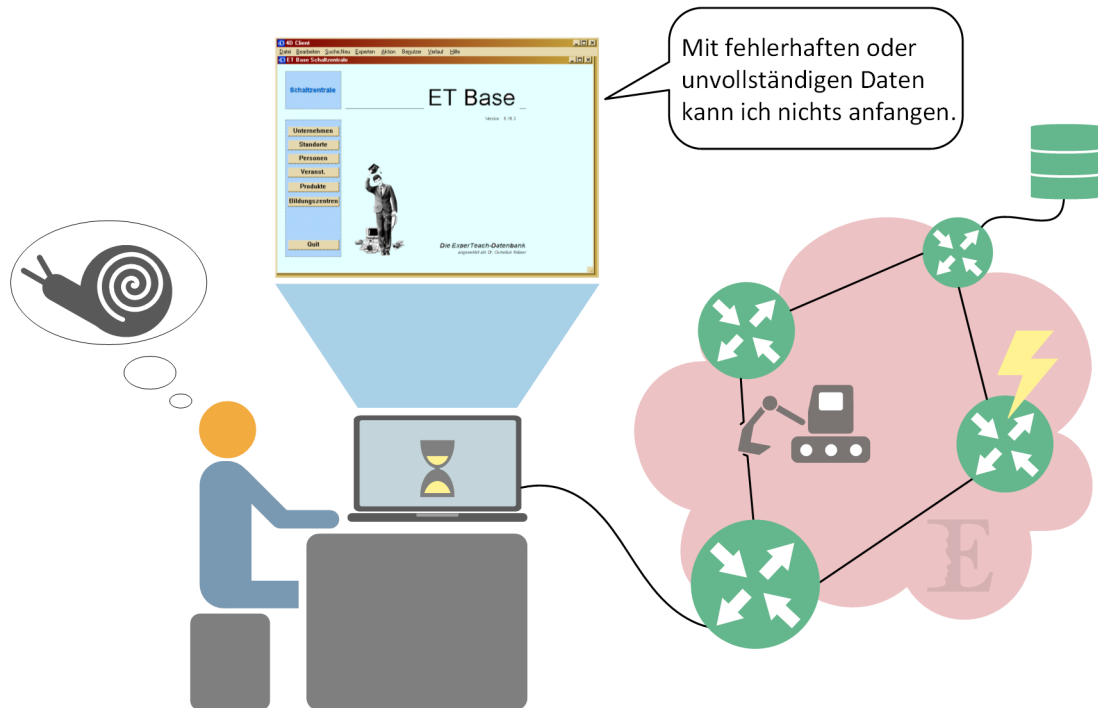 4D Client
Datei Bearbeiten Suche,Neu Experten Aktion Benutzer Verlauf Hilfe
ET Base Schaltzentrale
Mit fehlerhaften oder
unvollständigen Daten
kann ich nichts anfangen.
Schaltzentrale
ET Base
Version
Unternehmen
Standorte
Personen
Veranst.
Produkte
Bildungszentren
Quit
Die ExperTeach-Datenbank
E